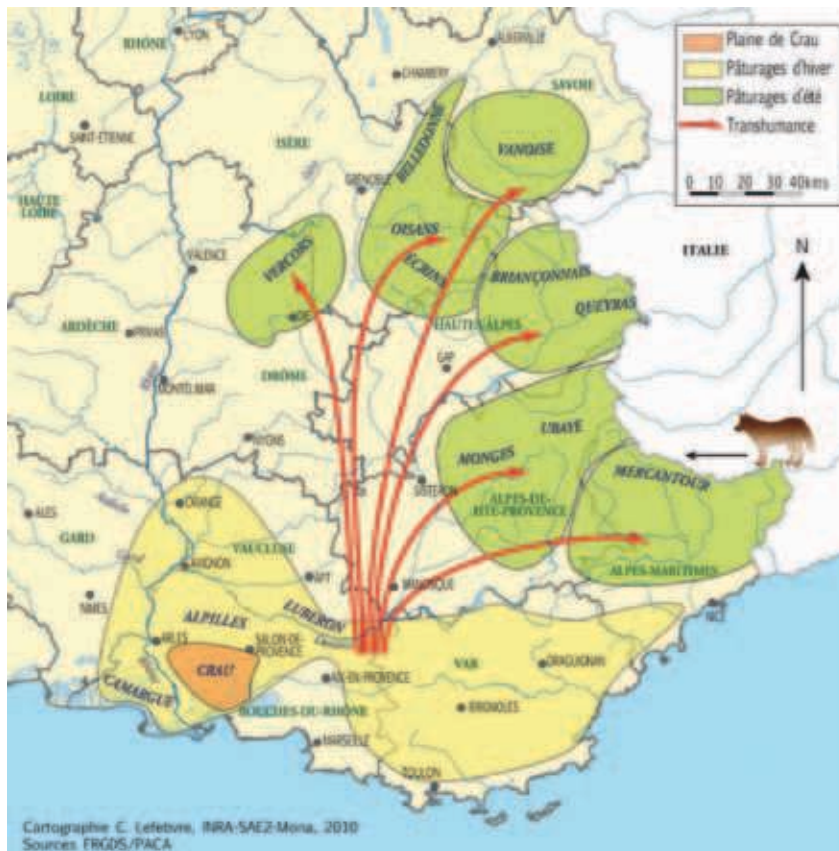 Plaine de Crau
Pâturages d'hiver
Pâturages d'été
Transhumance
0 10 20 30 40kms
N
ITALIE
RHÔNE
LYON
ALBERVILLE
CHAMBERY
SAVOIE
LOIRE
SAINT-ETIENNE
ISÈRE
BELLEDONNE
VANOISE
HAUTE
LOIRE
GRENOBLE
VERCORS
OISANS
ÉCRINS
BRIANÇONNAIS
QUEYRAS
VALENCE
ARDÈCHE
PRIVAS
DIE
HAUTES-ALPES
GAP
DRÔME
MONTELIMAR
NYONS
UBAYE
MONGES
SISTERON
MERCANTOUR
ALPES-DE-
HTE-PROVENCE
ALES
ORANGE
GARD
VAUCLUSE
AVIGNON
APT
MANOSQUE
ALPES-MARITIMES
NIMES
LUBERON
NICE
ALPILLES
ARLES
SALON-DE-
PROVENCE
CRAU
VAR
DRAGUIGNAN
CAMARGUE
AIX-EN-PROVENCE
BOUCHES-DU-RHÔNE
BRIGNOLES
MARSEILLE
TOULON
Cartographie C. Lefebvre, INRA-SAE2-Mona, 2010
Sources FRGDS/PACA